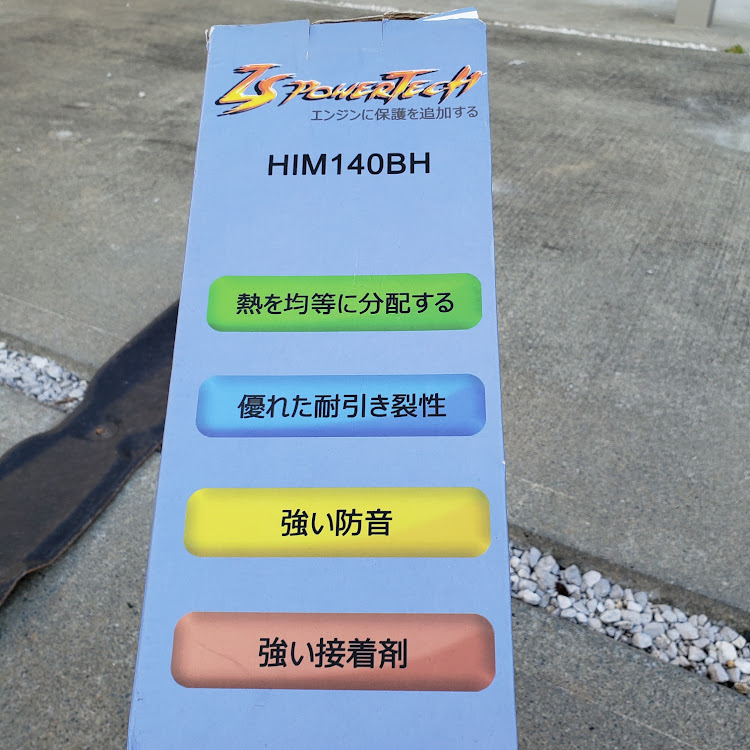 ZS POWERTECH
エンジンに保護を追加する
HIM140BH
熱を均等に分配する
優れた耐引き裂性
強い防音
強い接着剤